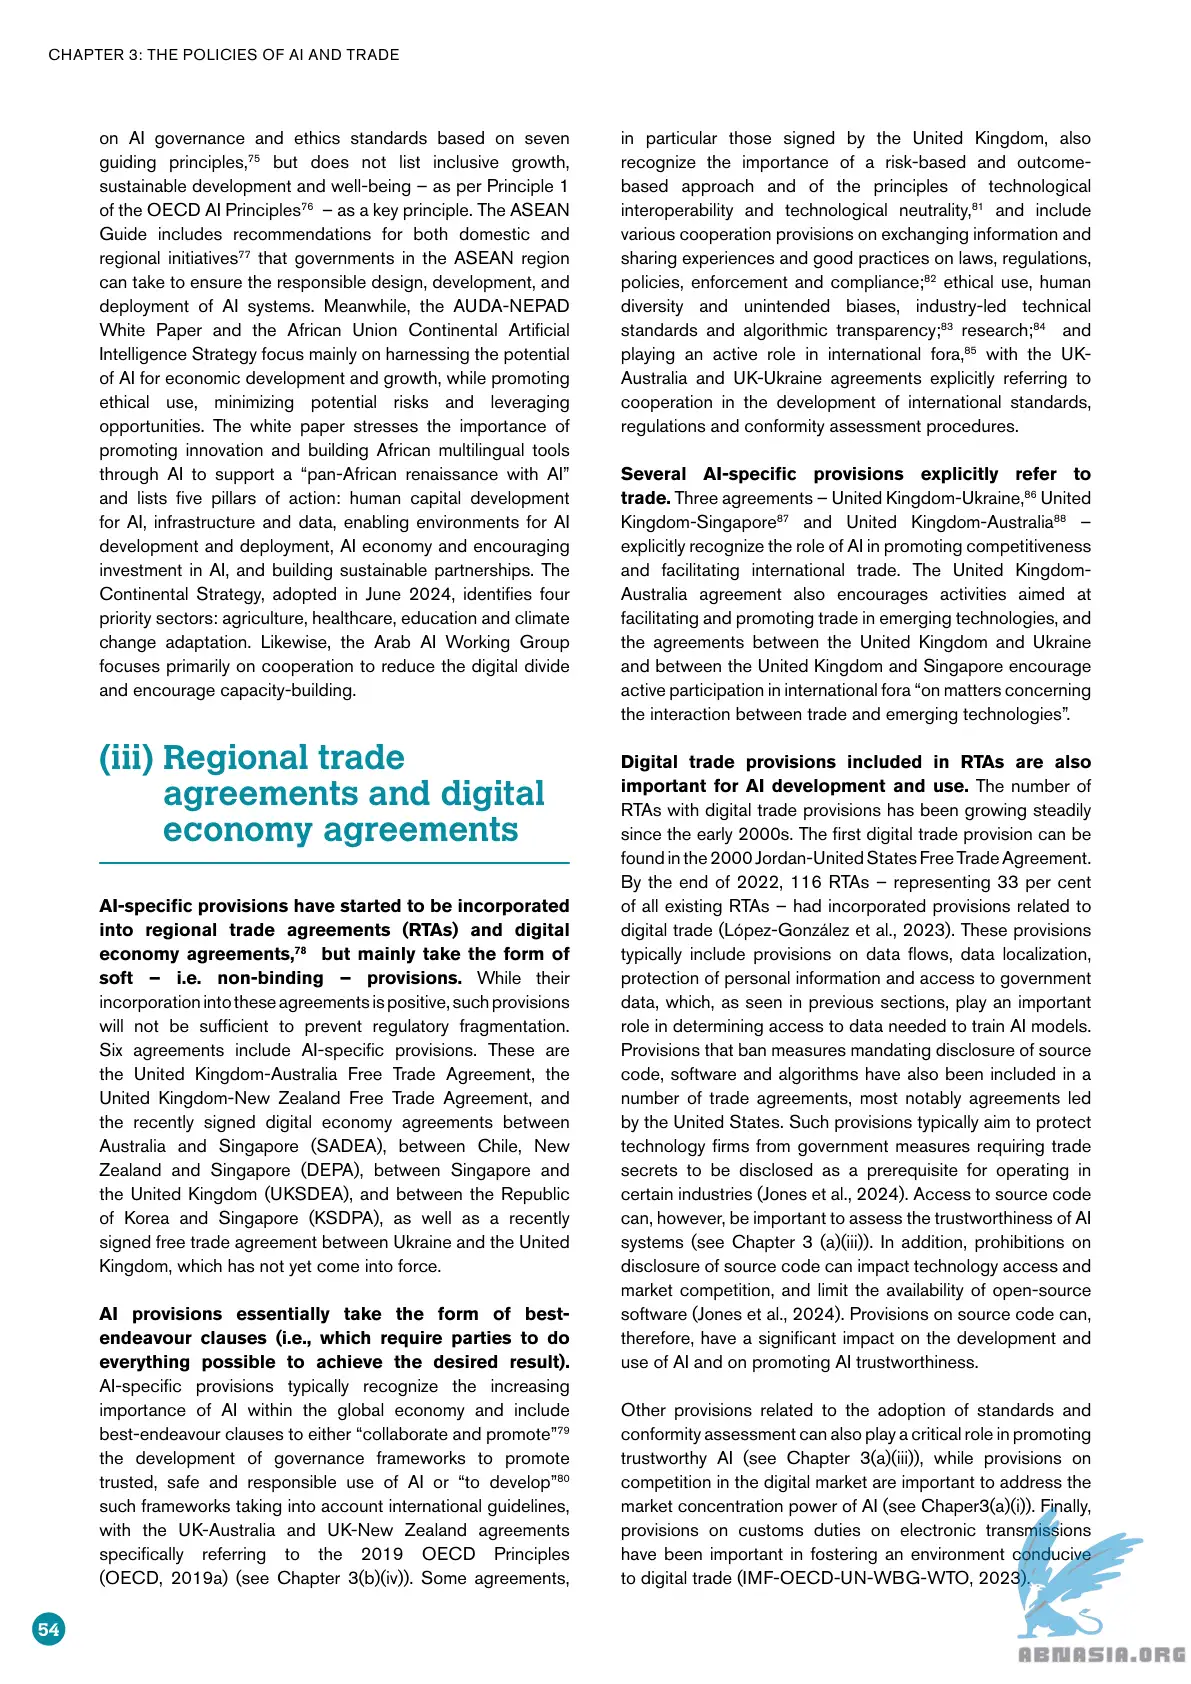 CHAPTER 3: THE POLICIES OF AI AND TRADE
on AI governance and ethics standards based on seven
guiding principles,75 but does not list inclusive growth,
sustainable development and well-being – as per Principle 1
of the OECD AI Principles76 – as a key principle. The ASEAN
Guide includes recommendations for both domestic and
regional initiatives77 that governments in the ASEAN region
can take to ensure the responsible design, development, and
deployment of AI systems. Meanwhile, the AUDA-NEPAD
White Paper and the African Union Continental Artificial
Intelligence Strategy focus mainly on harnessing the potential
of AI for economic development and growth, while promoting
ethical use, minimizing potential risks and leveraging
opportunities. The white paper stresses the importance of
promoting innovation and building African multilingual tools
through AI to support a “pan-African renaissance with AI”
and lists five pillars of action: human capital development
for AI, infrastructure and data, enabling environments for AI
development and deployment, AI economy and encouraging
investment in AI, and building sustainable partnerships. The
Continental Strategy, adopted in June 2024, identifies four
priority sectors: agriculture, healthcare, education and climate
change adaptation. Likewise, the Arab AI Working Group
focuses primarily on cooperation to reduce the digital divide
and encourage capacity-building.
(iii) Regional trade
agreements and digital
economy agreements
AI-specific provisions have started to be incorporated
into regional trade agreements (RTAs) and digital
economy agreements,78 but mainly take the form of
soft – i.e. non-binding – provisions. While their
incorporation into these agreements is positive, such provisions
will not be sufficient to prevent regulatory fragmentation.
Six agreements include AI-specific provisions. These are
the United Kingdom-Australia Free Trade Agreement, the
United Kingdom-New Zealand Free Trade Agreement, and
the recently signed digital economy agreements between
Australia and Singapore (SADEA), between Chile, New
Zealand and Singapore (DEPA), between Singapore and
the United Kingdom (UKSDEA), and between the Republic
of Korea and Singapore (KSDPA), as well as a recently
signed free trade agreement between Ukraine and the United
Kingdom, which has not yet come into force.
AI provisions essentially take the form of best-
endeavour clauses (i.e., which require parties to do
everything possible to achieve the desired result).
AI-specific provisions typically recognize the increasing
importance of AI within the global economy and include
best-endeavour clauses to either “collaborate and promote”79
the development of governance frameworks to promote
trusted, safe and responsible use of AI or “to develop”80
such frameworks taking into account international guidelines,
with the UK-Australia and UK-New Zealand agreements
specifically referring to the 2019 OECD Principles
(OECD, 2019a) (see Chapter 3(b)(iv)). Some agreements,
in particular those signed by the United Kingdom, also
recognize the importance of a risk-based and outcome-
based approach and of the principles of technological
interoperability and technological neutrality,81 and include
various cooperation provisions on exchanging information and
sharing experiences and good practices on laws, regulations,
policies, enforcement and compliance;82 ethical use, human
diversity and unintended biases, industry-led technical
standards and algorithmic transparency;83 research;84 and
playing an active role in international fora,85 with the UK-
Australia and UK-Ukraine agreements explicitly referring to
cooperation in the development of international standards,
regulations and conformity assessment procedures.
Several AI-specific provisions explicitly refer to
trade. Three agreements – United Kingdom-Ukraine,86 United
Kingdom-Singapore87 and United Kingdom-Australia88 –
explicitly recognize the role of AI in promoting competitiveness
and facilitating international trade. The United Kingdom-
Australia agreement also encourages activities aimed at
facilitating and promoting trade in emerging technologies, and
the agreements between the United Kingdom and Ukraine
and between the United Kingdom and Singapore encourage
active participation in international fora “on matters concerning
the interaction between trade and emerging technologies”.
Digital trade provisions included in RTAs are also
important for AI development and use. The number of
RTAs with digital trade provisions has been growing steadily
since the early 2000s. The first digital trade provision can be
found in the 2000 Jordan-United States Free Trade Agreement.
By the end of 2022, 116 RTAs – representing 33 per cent
of all existing RTAs – had incorporated provisions related to
digital trade (López-González et al., 2023). These provisions
typically include provisions on data flows, data localization,
protection of personal information and access to government
data, which, as seen in previous sections, play an important
role in determining access to data needed to train AI models.
Provisions that ban measures mandating disclosure of source
code, software and algorithms have also been included in a
number of trade agreements, most notably agreements led
by the United States. Such provisions typically aim to protect
technology firms from government measures requiring trade
secrets to be disclosed as a prerequisite for operating in
certain industries (Jones et al., 2024). Access to source code
can, however, be important to assess the trustworthiness of AI
systems (see Chapter 3 (a)(iii)). In addition, prohibitions on
disclosure of source code can impact technology access and
market competition, and limit the availability of open-source
software (Jones et al., 2024). Provisions on source code can,
therefore, have a significant impact on the development and
use of AI and on promoting AI trustworthiness.
Other provisions related to the adoption of standards and
conformity assessment can also play a critical role in promoting
trustworthy AI (see Chapter 3(a)(iii)), while provisions on
competition in the digital market are important to address the
market concentration power of AI (see Chaper3(a)(i)). Finally,
provisions on customs duties on electronic transmissions
have been important in fostering an environment conducive
to digital trade (IMF-OECD-UN-WBG-WTO, 2023).
54
ABNASIA.ORG